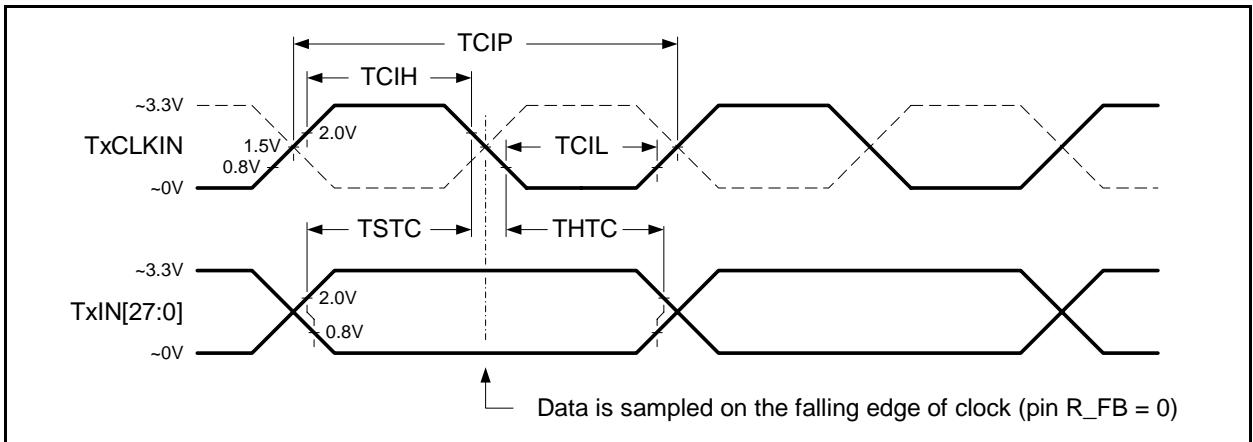 TCIP
TCIH
~3.3V
2.0V
TxCLKIN
1.5V
TCIL
0.8V
~0V
TSTC
THTC
~3.3V
2.0V
TxIN[27:0]
0.8V
~0V
Data is sampled on the falling edge of clock (pin R_FB = 0)